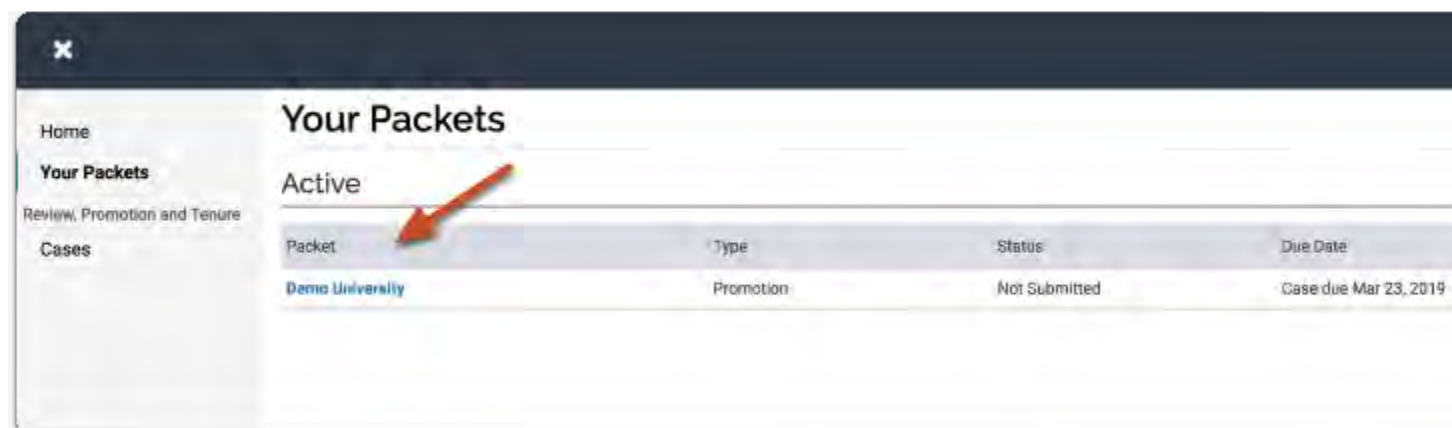 Home
Your Packets
Review, Promotion and Tenure
Cases
Your Packets
Active
Packet Type Status Due Date
Demo University Promotion Not Submitted Case due Mar 23, 2019